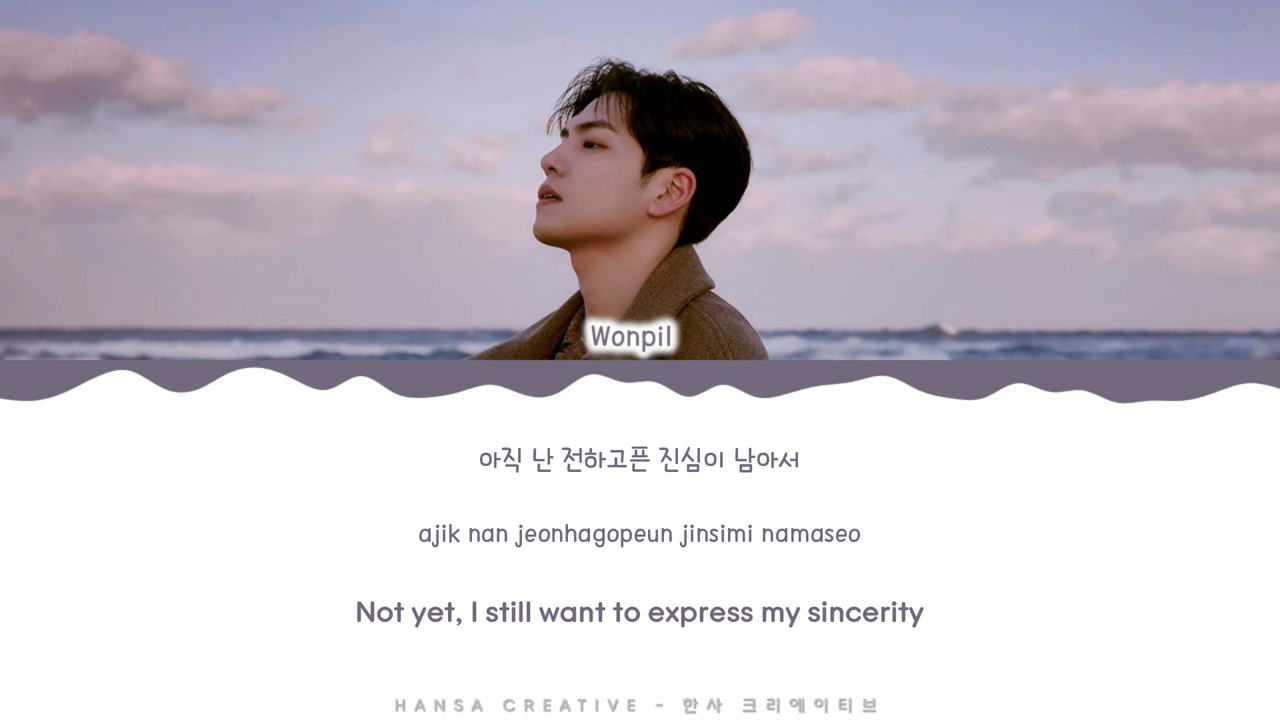 Wonpil
아직 난 전하고픈 진심이 남아서
ajik nan jeonhagopeun jinsimi namaseo
Not yet, I still want to express my sincerity
HANSA CREATIVE - 한사 크리에이티브